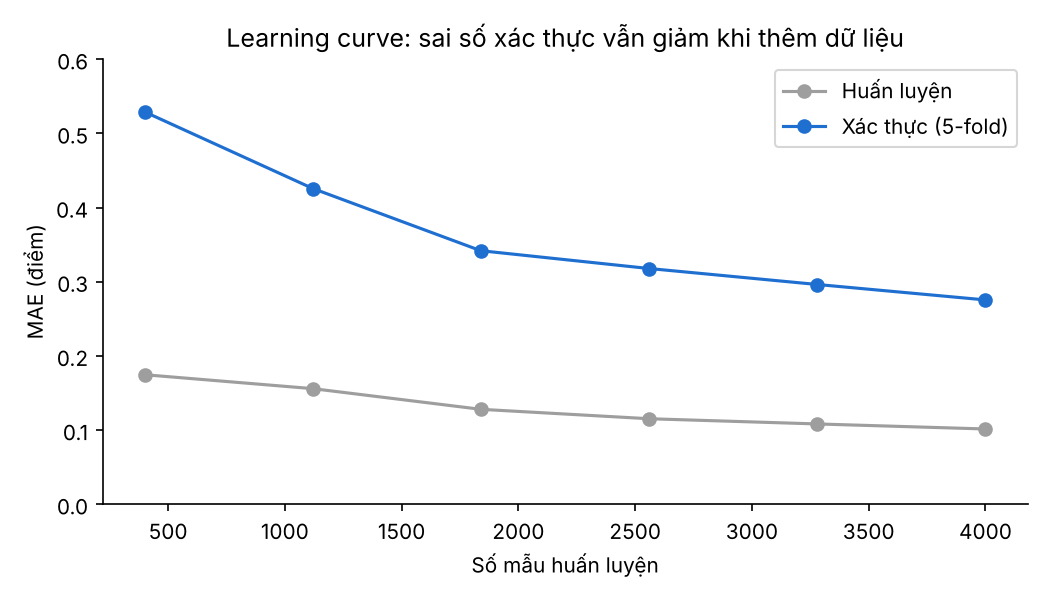 Learning curve: sai số xác thực vẫn giảm khi thêm dữ liệu
Huấn luyện
Xác thực (5-fold)
MAE (điểm)
0.6
0.5
0.4
0.3
0.2
0.1
0.0
500 1000 1500 2000 2500 3000 3500 4000
Số mẫu huấn luyện